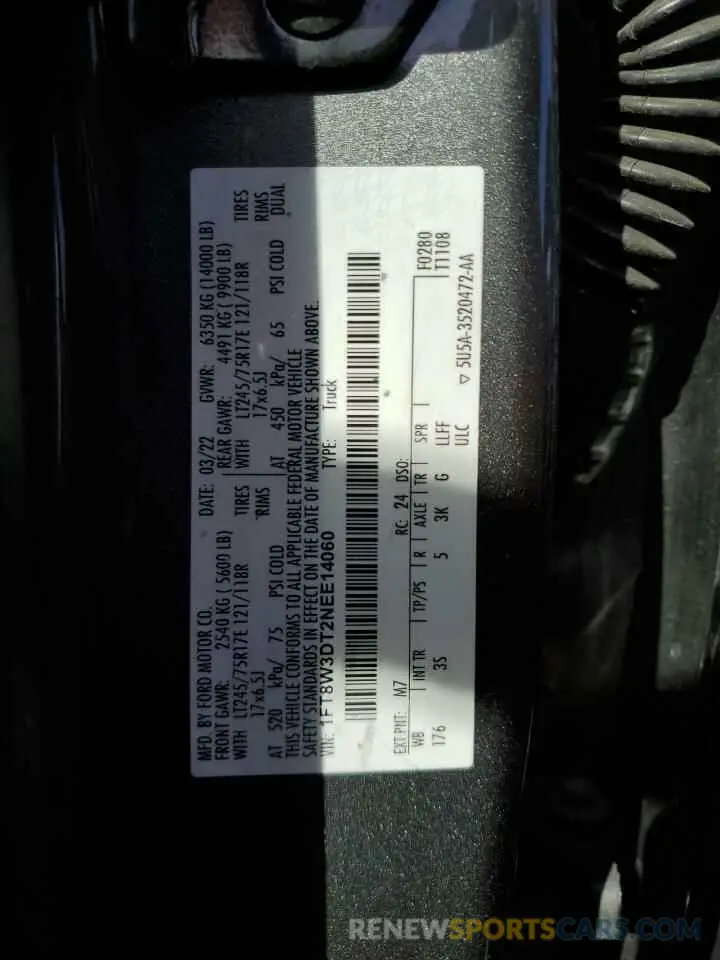 MFD. BY FORD MOTOR CO.
DATE: 03/22 GVWR: 6350 KG (14000 LB)
FRONT GAWR: 2540 KG ( 5600 LB) REAR GAWR: 4491 KG ( 9900 LB)
WITH LT245/75R17E 121/118R TIRES WITH LT245/75R17E 121/118R TIRES
17x6.5J RIMS 17x6.5J RIMS
AT 520 kPa/ 75 PSI COLD AT 450 kPa/ 65 PSI COLD DUAL
THIS VEHICLE CONFORMS TO ALL APPLICABLE FEDERAL MOTOR VEHICLE
SAFETY STANDARDS IN EFFECT ON THE DATE OF MANUFACTURE SHOWN ABOVE.
VIN: 1FT8W3DT2NEE14060 TYPE: Truck
EXT PNT: M7 RC: 24 DSO: F0280
WB INT TR TP/PS R AXLE TR SPR T1108
176 3S 5 3K G LLFF
ULC
▽ 5U5A-3520472-AA
RENEWSPORTSCARS.COM